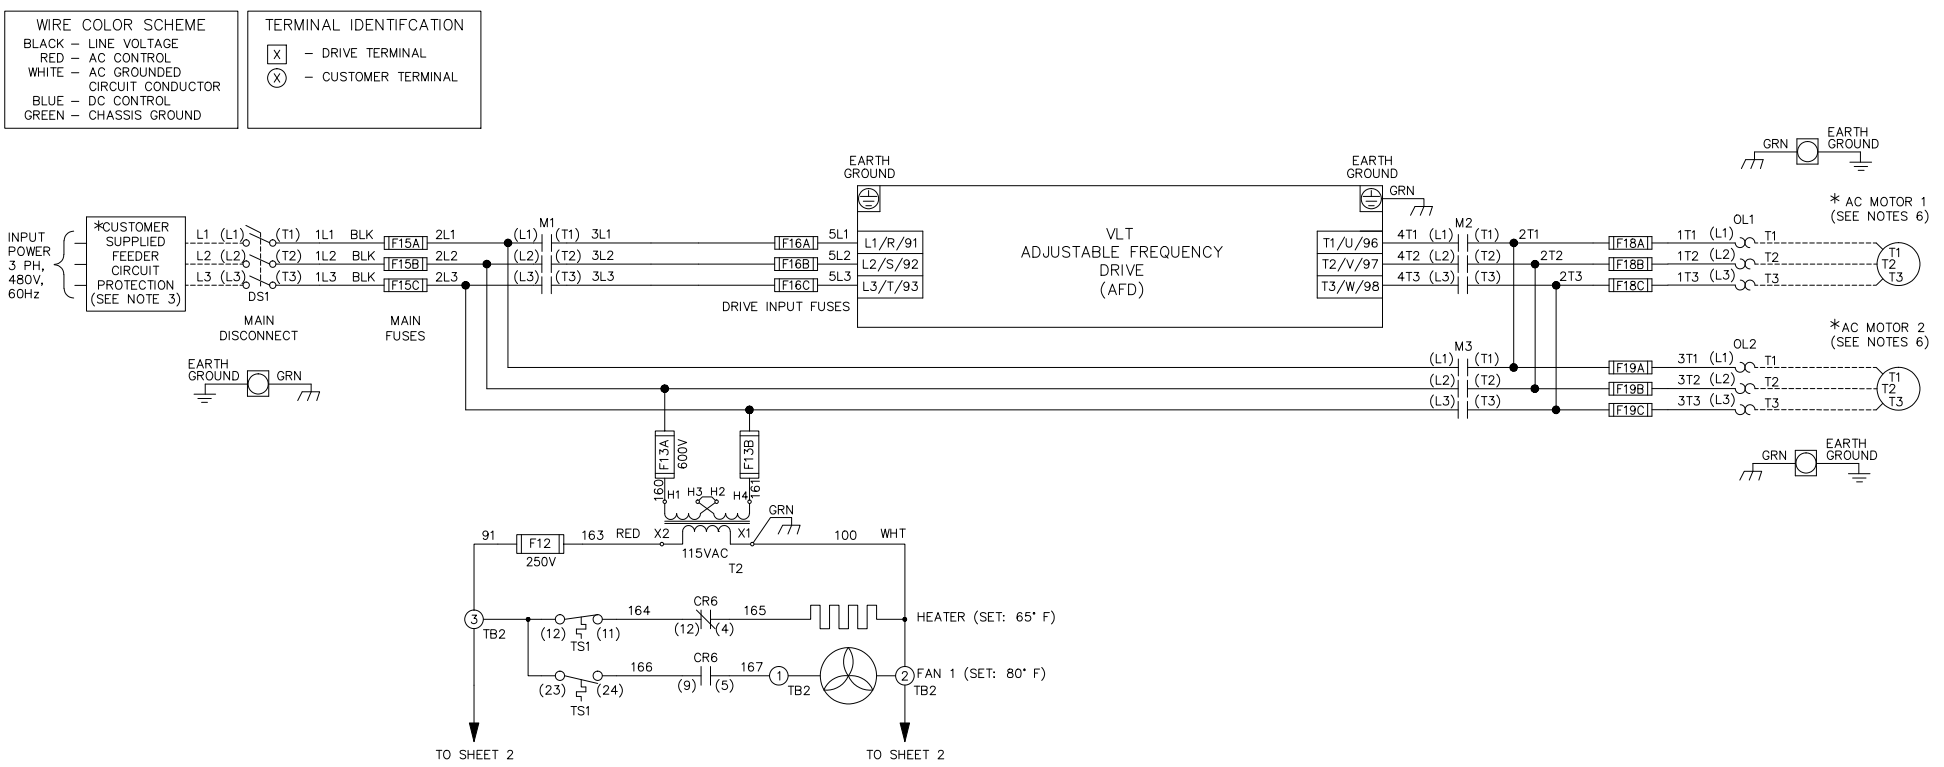 WIRE COLOR SCHEME
BLACK – LINE VOLTAGE
RED – AC CONTROL
WHITE – AC GROUNDED
CIRCUIT CONDUCTOR
BLUE – DC CONTROL
GREEN – CHASSIS GROUND
TERMINAL IDENTIFCATION
X – DRIVE TERMINAL
X – CUSTOMER TERMINAL
INPUT
POWER
3 PH,
480V,
60Hz
*CUSTOMER
SUPPLIED
FEEDER
CIRCUIT
PROTECTION
(SEE NOTE 3)
L1 (L1) (T1) 1L1 BLK F15A 2L1 (L1) M1 (T1) 3L1 F16A 5L1 L1/R/91
L2 (L2) (T2) 1L2 BLK F15B 2L2 (L2) (T2) 3L2 F16B 5L2 L2/S/92
L3 (L3) (T3) 1L3 BLK F15C 2L3 (L3) (T3) 3L3 F16C 5L3 L3/T/93
DS1
MAIN
DISCONNECT
MAIN
FUSES
DRIVE INPUT FUSES
EARTH
GROUND
GRN
EARTH
GROUND
VLT
ADJUSTABLE FREQUENCY
DRIVE
(AFD)
EARTH
GROUND
GRN
T1/U/96 4T1 (L1) M2 (T1) 2T1 F18A 1T1 (L1) OL1 T1
T2/V/97 4T2 (L2) (T2) 2T2 F18B 1T2 (L2) T2
T3/W/98 4T3 (L3) (T3) 2T3 F18C 1T3 (L3) T3
GRN
EARTH
GROUND
* AC MOTOR 1
(SEE NOTES 6)
T1
T2
T3
*AC MOTOR 2
(SEE NOTES 6)
M3
OL2
(L1) (T1) F19A 3T1 (L1) T1
(L2) (T2) F19B 3T2 (L2) T2
(L3) (T3) F19C 3T3 (L3) T3
T1
T2
T3
GRN
EARTH
GROUND
F13A
600V
F13B
160
161
H1 H3 H2 H4
GRN
91 F12 163 RED X2 X1 100 WHT
250V
115VAC
T2
3
TB2
(12) (11)
TS1
164
CR6
(12) (4)
165
HEATER (SET: 65° F)
(23) (24)
TS1
166
CR6
(9) (5)
167
1
TB2
2
TB2
FAN 1 (SET: 80° F)
TO SHEET 2
TO SHEET 2